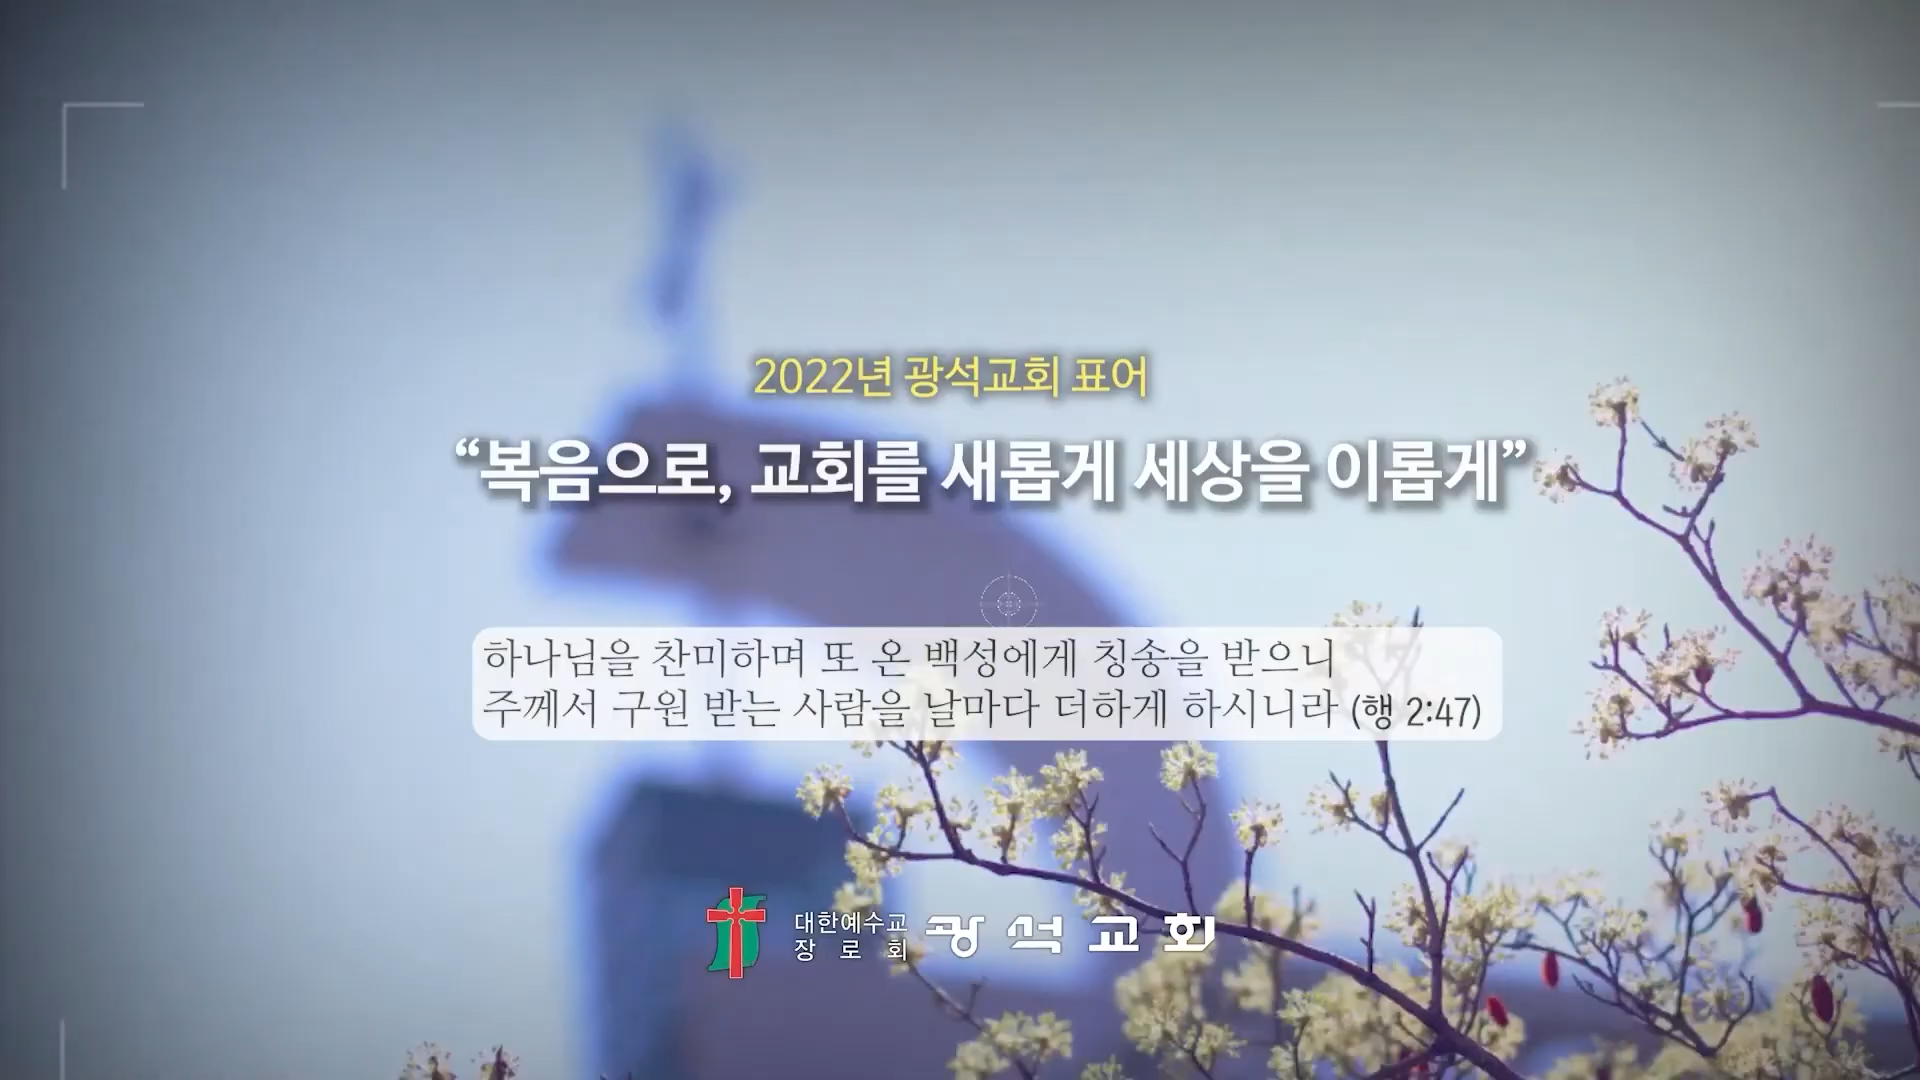 2022년 광석교회 표어
“복음으로, 교회를 새롭게 세상을 이롭게”
하나님을 찬미하며 또 온 백성에게 칭송을 받으니
주께서 구원 받는 사람을 날마다 더하게 하시니라 (행 2:47)
대한예수교
장로회
광석교회